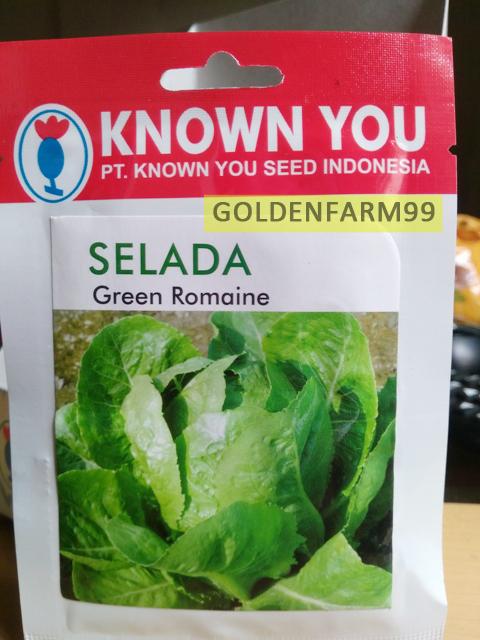 KNOWN YOU
PT. KNOWN YOU SEED INDONESIA
GOLDENFARM99
SELADA
Green Romaine